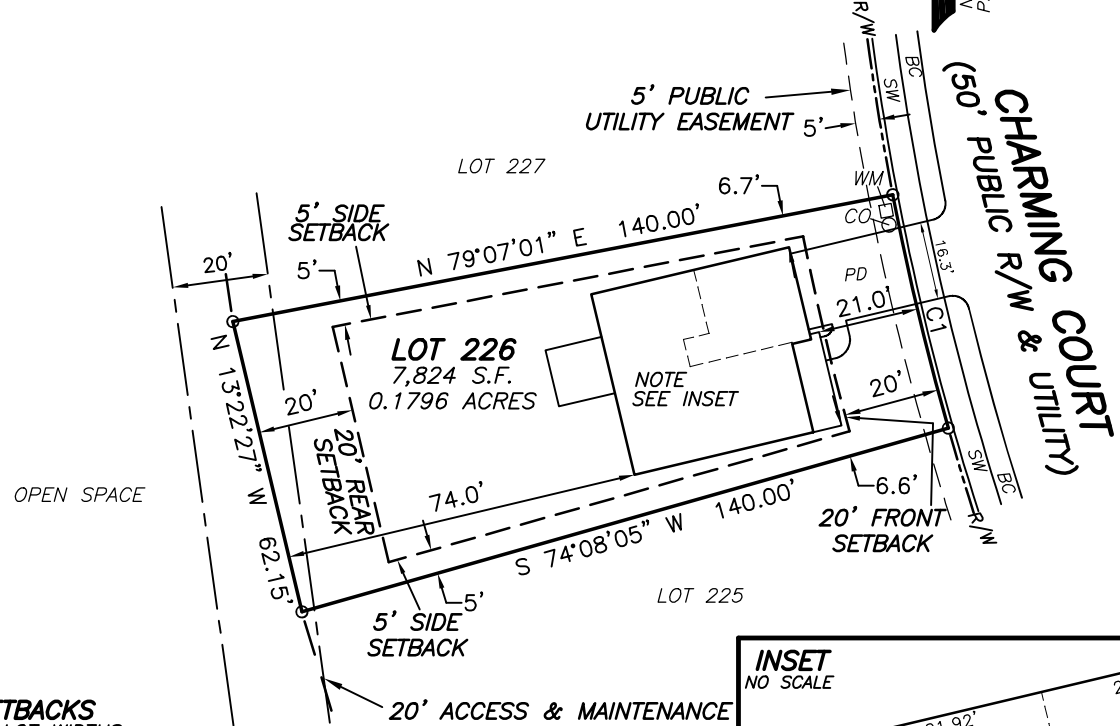 R/W
BC
SW
CHARMING COURT
(50' PUBLIC R/W & UTILITY)
5' PUBLIC
UTILITY EASEMENT
5'
LOT 227
6.7'
WM
CO
5' SIDE
SETBACK
N 79°07'01" E 140.00'
20'
5'
16.3'
PD
21.0'
C1
LOT 226
7,824 S.F.
0.1796 ACRES
NOTE
SEE INSET
N 13°22'27" W 62.15'
20'
20' REAR
SETBACK
20'
OPEN SPACE
74.0'
6.6'
S 74°08'05" W 140.00'
20' FRONT
SETBACK
SW
BC
R/W
LOT 225
5'
5' SIDE
SETBACK
INSET
NO SCALE
20' ACCESS & MAINTENANCE